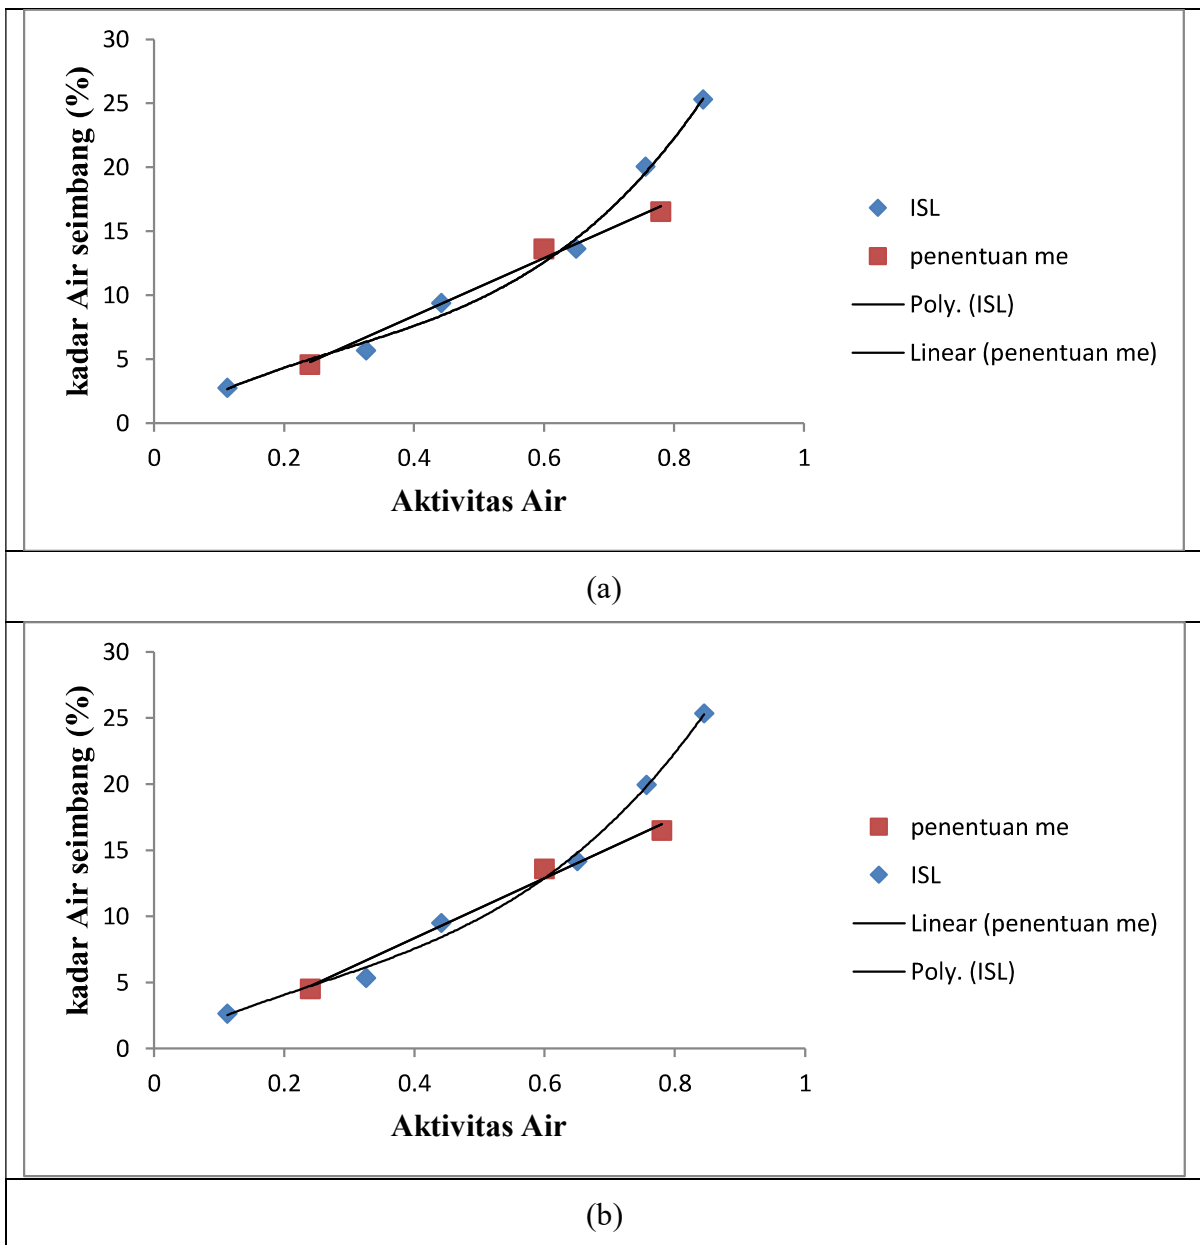 30
25
20
15
10
5
0
0 0.2 0.4 0.6 0.8 1
kadar Air seimbang (%)
Aktivitas Air
ISL
penentuan me
Poly. (ISL)
Linear (penentuan me)
(a)
30
25
20
15
10
5
0
0 0.2 0.4 0.6 0.8 1
kadar Air seimbang (%)
Aktivitas Air
penentuan me
ISL
Linear (penentuan me)
Poly. (ISL)
(b)